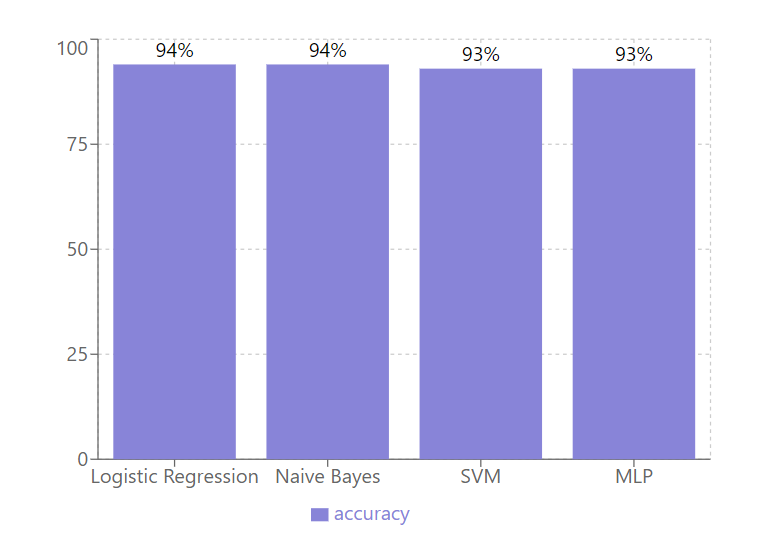 100
94%
94%
93%
93%
75
50
25
0
Logistic Regression
Naive Bayes
SVM
MLP
accuracy